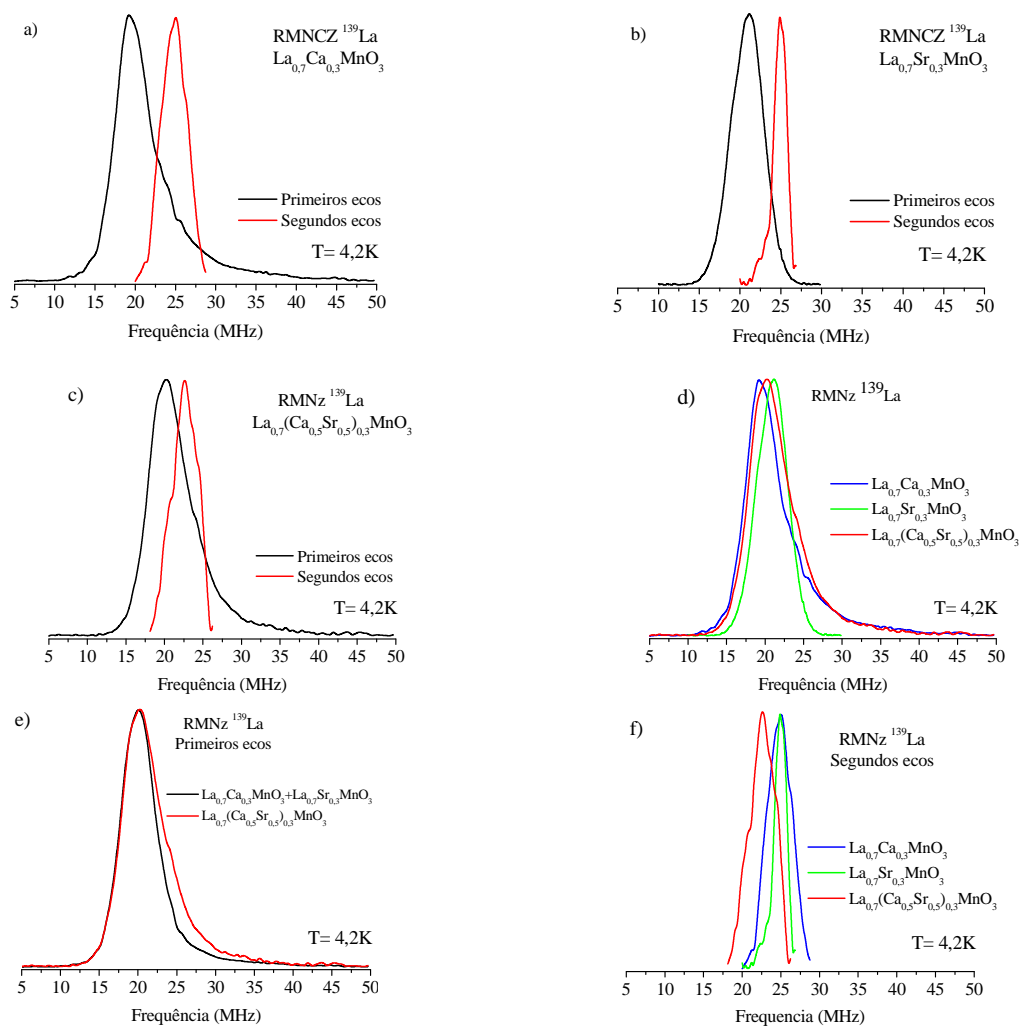 a)
RMNCZ ¹³⁹La
La₀,₇Ca₀,₃MnO₃
Primeiros ecos
Segundos ecos
T= 4,2K
5 10 15 20 25 30 35 40 45 50
Frequência (MHz)
b)
RMNCZ ¹³⁹La
La₀,₇Sr₀,₃MnO₃
Primeiros ecos
Segundos ecos
T= 4,2K
5 10 15 20 25 30 35 40 45 50
Frequência (MHz)
c)
RMNz ¹³⁹La
La₀,₇(Ca₀,₅Sr₀,₅)₀,₃MnO₃
Primeiros ecos
Segundos ecos
T= 4,2K
5 10 15 20 25 30 35 40 45 50
Frequência (MHz)
d)
RMNz ¹³⁹La
La₀,₇Ca₀,₃MnO₃
La₀,₇Sr₀,₃MnO₃
La₀,₇(Ca₀,₅Sr₀,₅)₀,₃MnO₃
T= 4,2K
5 10 15 20 25 30 35 40 45 50
Frequência (MHz)
e)
RMNz ¹³⁹La
Primeiros ecos
La₀,₇Ca₀,₃MnO₃+La₀,₇Sr₀,₃MnO₃
La₀,₇(Ca₀,₅Sr₀,₅)₀,₃MnO₃
T= 4,2K
5 10 15 20 25 30 35 40 45 50
Frequência (MHz)
f)
RMNz ¹³⁹La
Segundos ecos
La₀,₇Ca₀,₃MnO₃
La₀,₇Sr₀,₃MnO₃
La₀,₇(Ca₀,₅Sr₀,₅)₀,₃MnO₃
T= 4,2K
5 10 15 20 25 30 35 40 45 50
Frequencia (MHz)